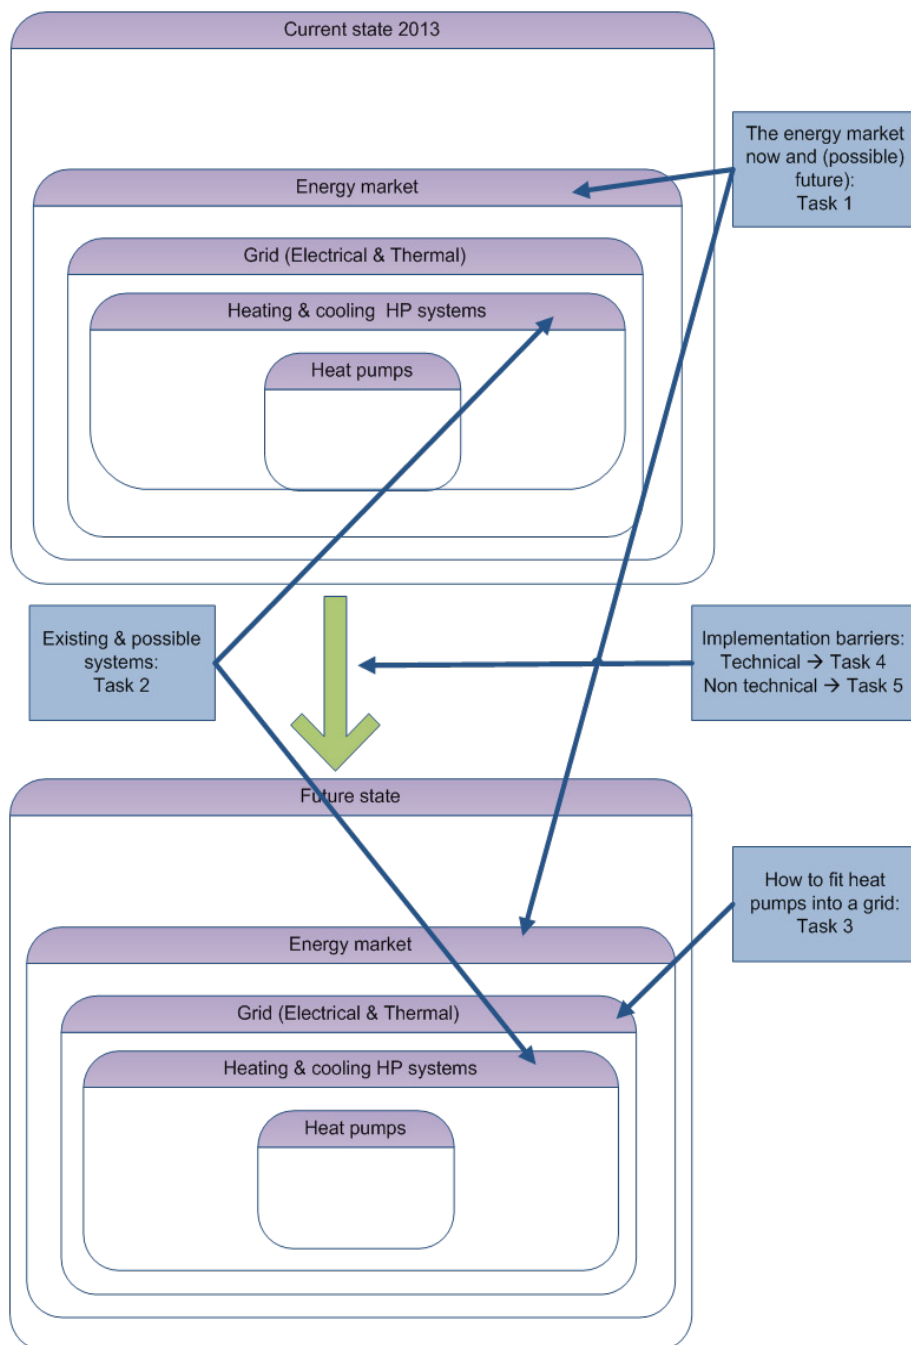 Current state 2013
The energy market
now and (possible)
future):
Task 1
Energy market
Grid (Electrical & Thermal)
Heating & cooling  HP systems
Heat pumps
Existing & possible
systems:
Task 2
Implementation barriers:
Technical → Task 4
Non technical → Task 5
Future state
How to fit heat
pumps into a grid:
Task 3
Energy market
Grid (Electrical & Thermal)
Heating & cooling HP systems
Heat pumps